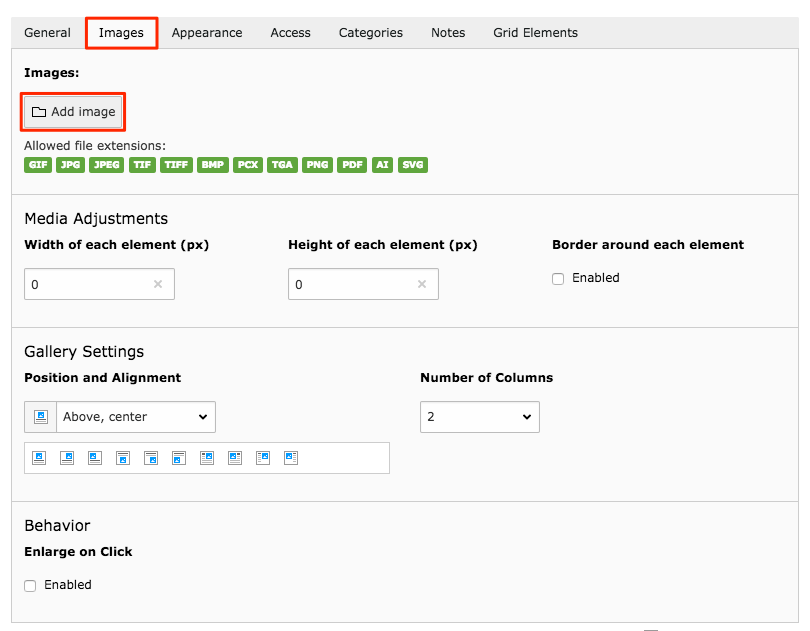 General Images Appearance Access Categories Notes Grid Elements
Images:
Add image
Allowed file extensions:
GIF JPG JPEG TIF TIFF BMP PCX TGA PNG PDF AI SVG
Media Adjustments
Width of each element (px) Height of each element (px) Border around each element
0 0 Enabled
Gallery Settings
Position and Alignment Number of Columns
Above, center 2
Behavior
Enlarge on Click
Enabled